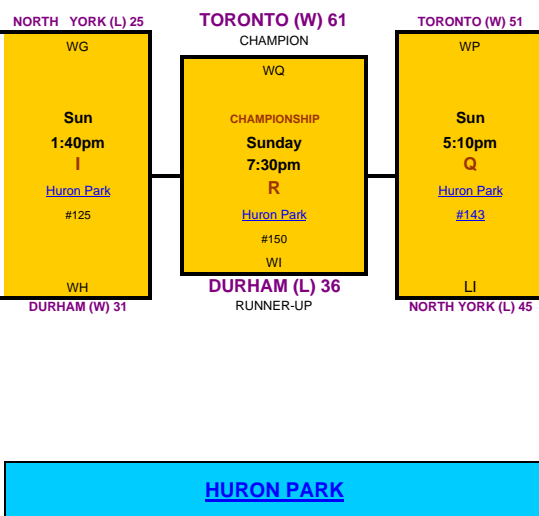 NORTH YORK (L) 25
WG
Sun
1:40pm
I
Huron Park
#125
WH
DURHAM (W) 31
TORONTO (W) 61
CHAMPION
WQ
CHAMPIONSHIP
Sunday
7:30pm
R
Huron Park
#150
WI
DURHAM (L) 36
RUNNER-UP
TORONTO (W) 51
WP
Sun
5:10pm
Q
Huron Park
#143
LI
NORTH YORK (L) 45
HURON PARK